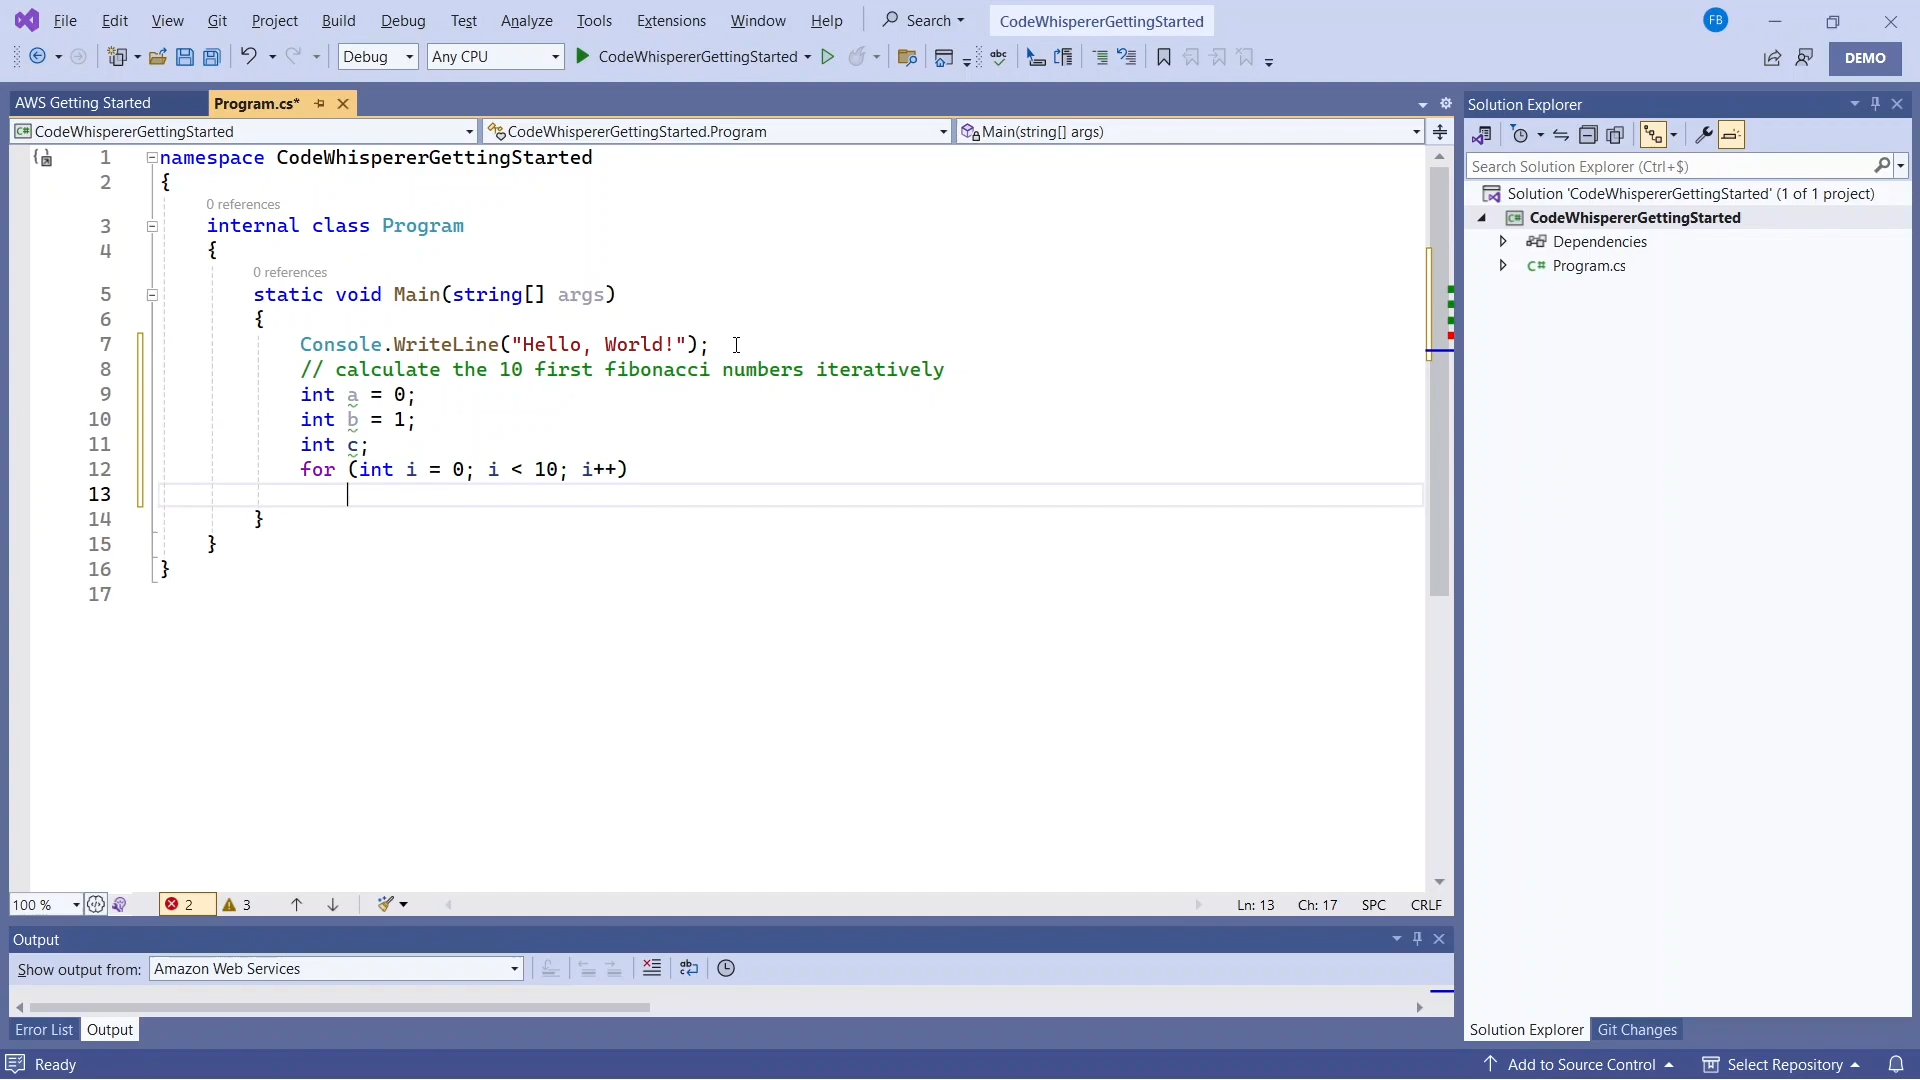 File Edit View Git Project Build Debug Test Analyze Tools Extensions Window Help Search CodeWhispererGettingStarted FB
Debug Any CPU CodeWhispererGettingStarted abc DEMO
AWS Getting Started Program.cs*
CodeWhispererGettingStarted CodeWhispererGettingStarted.Program Main(string[] args)
1 namespace CodeWhispererGettingStarted
2 {
0 references
3 internal class Program
4 {
0 references
5 static void Main(string[] args)
6 {
7 Console.WriteLine("Hello, World!");
8 // calculate the 10 first fibonacci numbers iteratively
9 int a = 0;
10 int b = 1;
11 int c;
12 for (int i = 0; i < 10; i++)
13
14 }
15 }
16 }
17
100 % 2 3 Ln: 13 Ch: 17 SPC CRLF
Output
Show output from: Amazon Web Services
Error List Output
Solution Explorer
Search Solution Explorer (Ctrl+$)
Solution 'CodeWhispererGettingStarted' (1 of 1 project)
C# CodeWhispererGettingStarted
Dependencies
C# Program.cs
Solution Explorer Git Changes
Ready Add to Source Control Select Repository